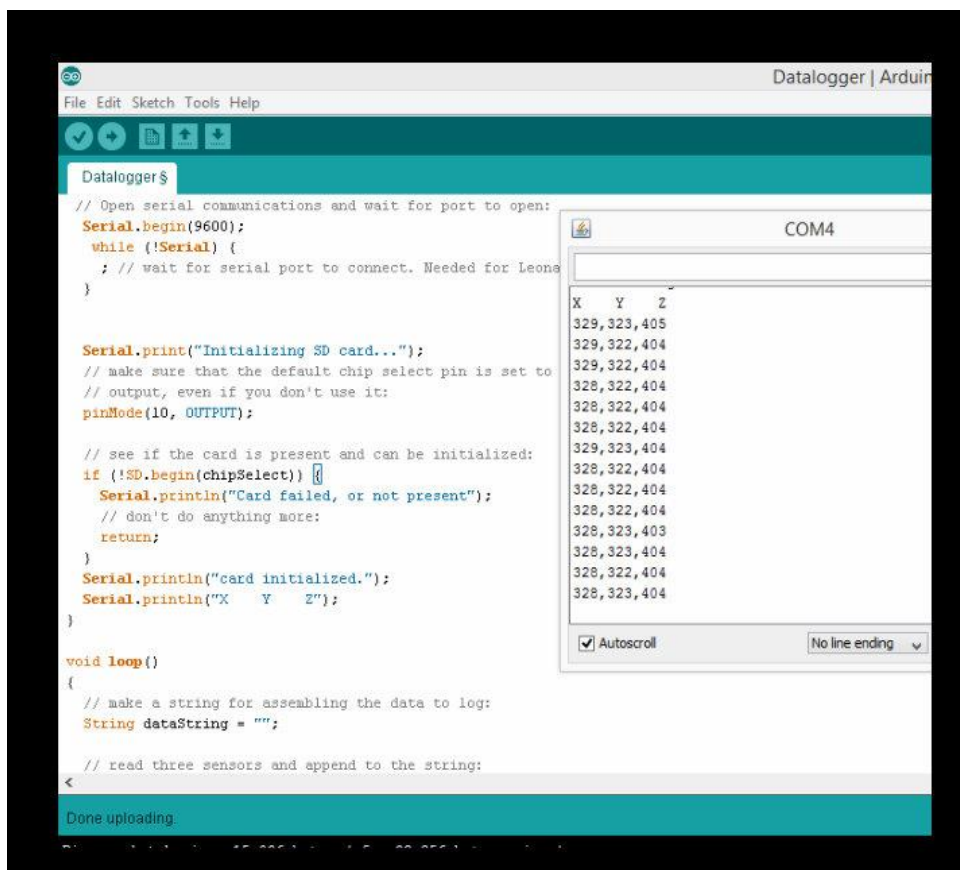 Datalogger | Arduin
File Edit Sketch Tools Help
Datalogger §
// Open serial communications and wait for port to open:
Serial.begin(9600);
while (!Serial) {
; // wait for serial port to connect. Needed for Leona
}
Serial.print("Initializing SD card...");
// make sure that the default chip select pin is set to
// output, even if you don't use it:
pinMode(10, OUTPUT);
// see if the card is present and can be initialized:
if (!SD.begin(chipSelect)) {
Serial.println("Card failed, or not present");
// don't do anything more:
return;
}
Serial.println("card initialized.");
Serial.println("X    Y    Z");
}
void loop()
{
// make a string for assembling the data to log:
String dataString = "";
// read three sensors and append to the string:
Done uploading.
COM4
X    Y    Z
329,323,405
329,322,404
329,322,404
328,322,404
328,322,404
328,322,404
329,323,404
328,322,404
328,322,404
328,322,404
328,323,403
328,323,404
328,322,404
328,323,404
Autoscroll
No line ending